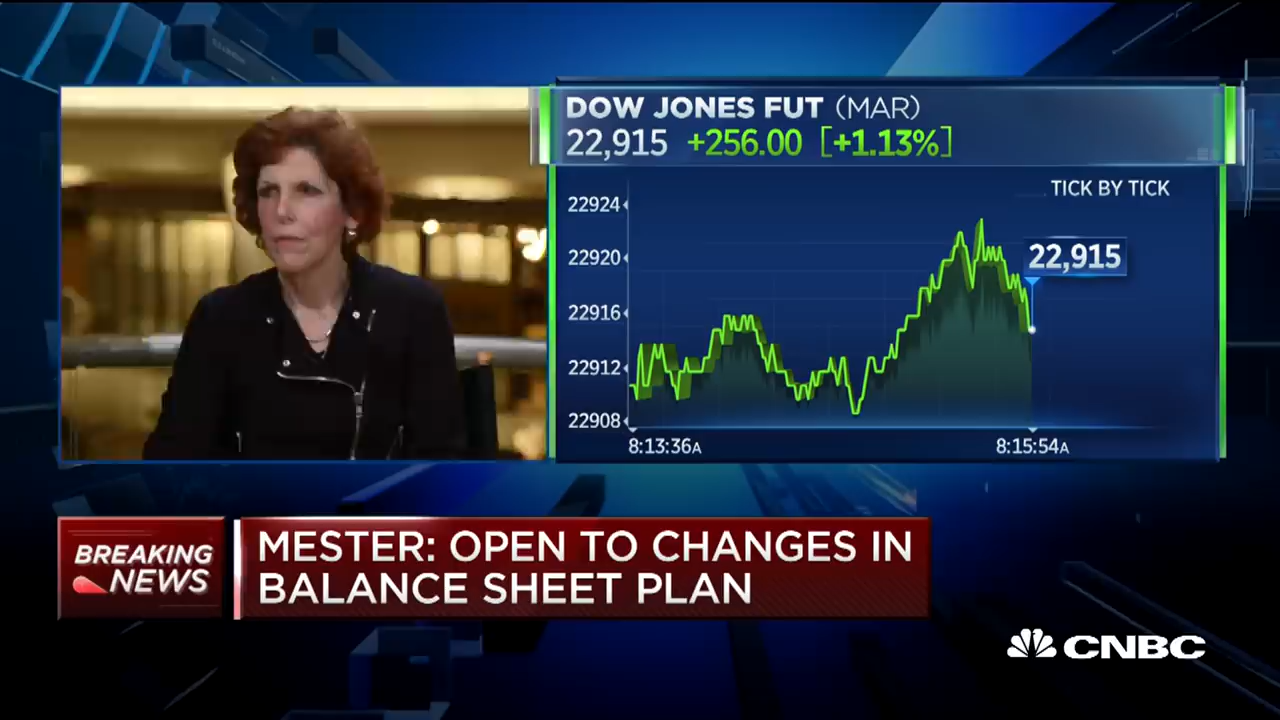 DOW JONES FUT (MAR)
22,915 +256.00 [+1.13%]
TICK BY TICK
22924
22920
22,915
22916
22912
22908
8:13:36A 8:15:54A
BREAKING
NEWS
MESTER: OPEN TO CHANGES IN
BALANCE SHEET PLAN
CNBC